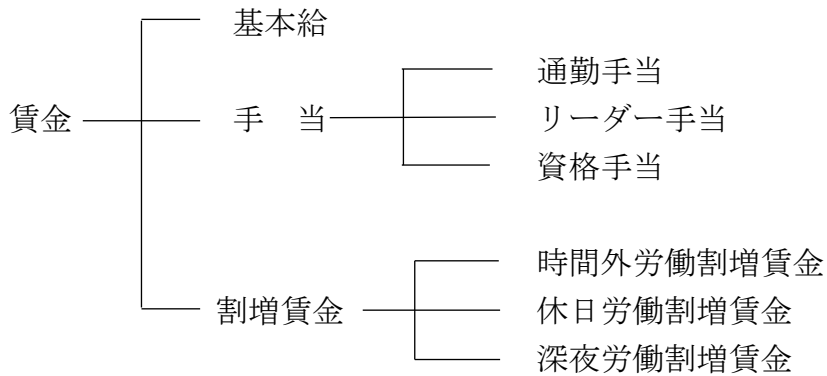 基本給
通勤手当
賃金 手　当 リーダー手当
資格手当
時間外労働割増賃金
割増賃金 休日労働割増賃金
深夜労働割増賃金